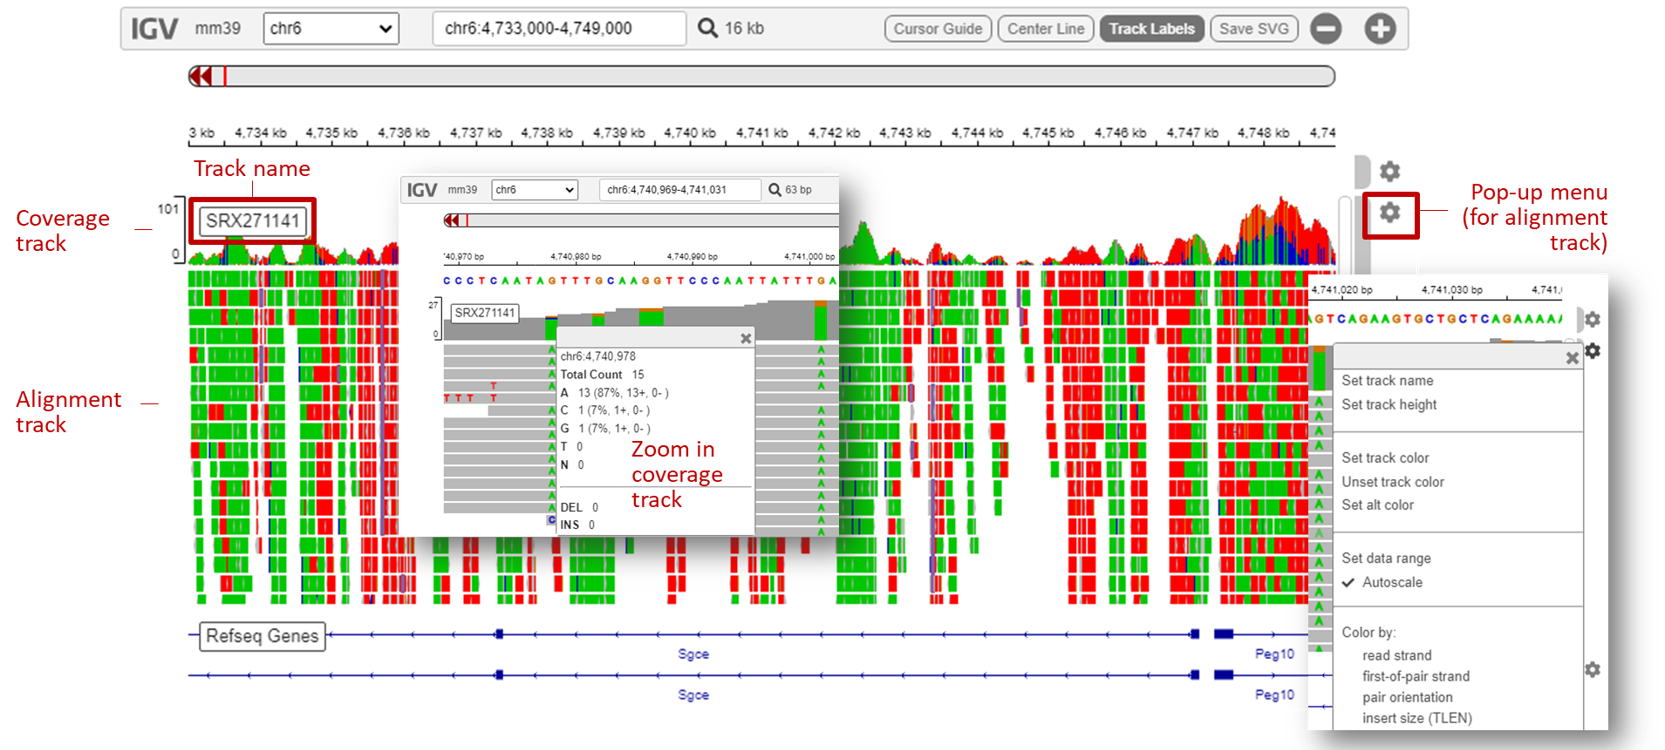 IGV mm39 chr6 chr6:4,733,000-4,749,000 16 kb Cursor Guide Center Line Track Labels Save SVG
3 kb 4,734 kb 4,735 kb 4,736 kb 4,737 kb 4,738 kb 4,739 kb 4,740 kb 4,741 kb 4,742 kb 4,743 kb 4,744 kb 4,745 kb 4,746 kb 4,747 kb 4,748 kb 4,74
Track name
Coverage
track
101
0
SRX271141
Alignment
track
Pop-up menu
(for alignment
track)
IGV mm39 chr6 chr6:4,740,969-4,741,031 63 bp
'40,970 bp 4,740,980 bp 4,740,990 bp 4,741,000 bp
C C C T C A A T A G T T T G C A A G G T T C C C A A T T A T T T G A
27
0
SRX271141
chr6:4,740,978
Total Count 15
A 13 (87%, 13+, 0- )
C 1 (7%, 1+, 0- )
G 1 (7%, 1+, 0- )
T 0
N 0
DEL 0
INS 0
A
A
A
T A
T T T T
A
A
A
A
A
A
A
A
C
A
A
A
A
A
A
A
A
A
A
A
A
A
Zoom in
coverage
track
4,741,020 bp 4,741,030 bp 4,741,(
A G T C A G A A G T G C T G C T C A G A A A A A
Set track name
Set track height
Set track color
Unset track color
Set alt color
Set data range
Autoscale
Color by:
read strand
first-of-pair strand
pair orientation
insert size (TLEN)
A
A
A
A
A
A
A
A
A
A
A
A
Refseq Genes
Sgce Peg10
Sgce Peg10